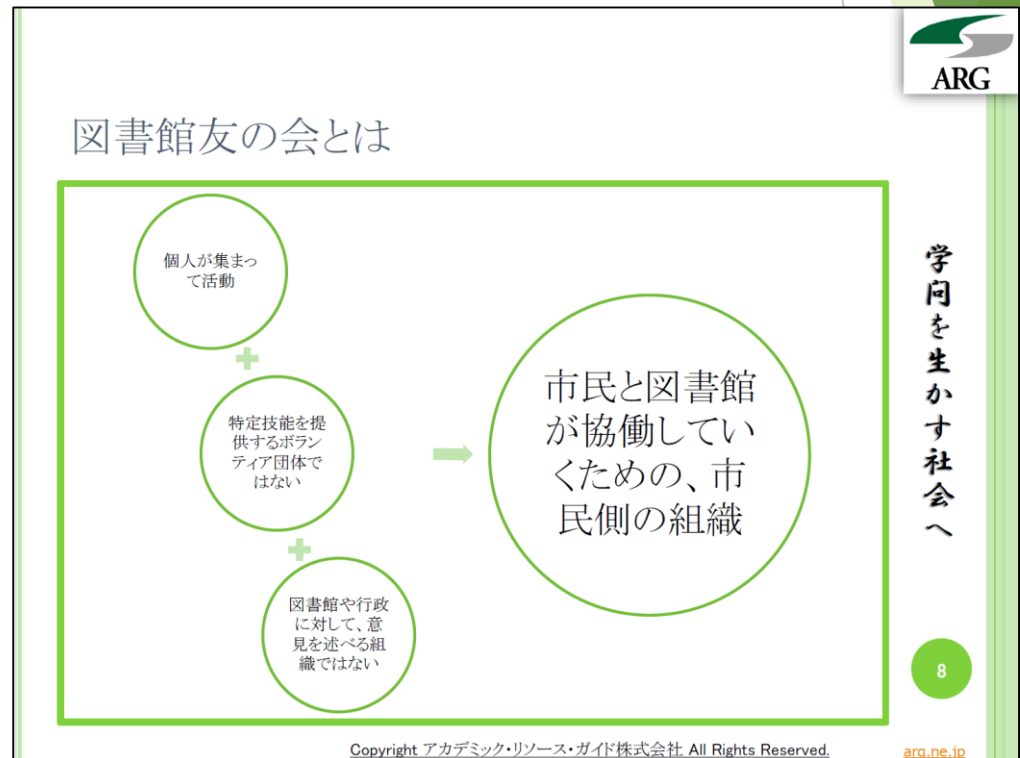 ARG
図書館友の会とは
個人が集まっ
て活動
特定技能を提
供するボラン
ティア団体で
はない
図書館や行政
に対して、意
見を述べる組
織ではない
市民と図書館
が協働してい
くための、市
民側の組織
学問を生かす社会へ
8
Copyright アカデミック・リソース・ガイド株式会社 All Rights Reserved.
arg.ne.jp